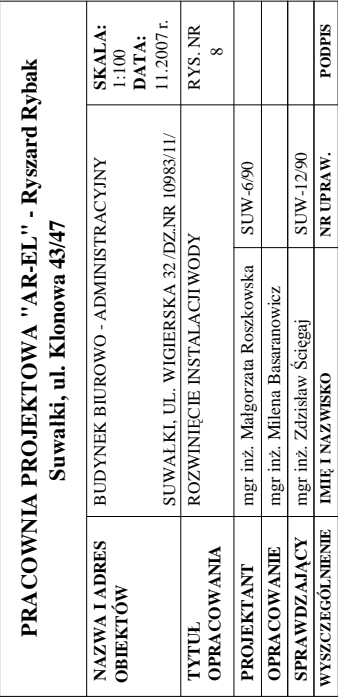 PRACOWNIA PROJEKTOWA "AR-EL" - Ryszard Rybak
Suwałki, ul. Klonowa 43/47
NAZWA I ADRES
OBIEKTÓW
BUDYNEK BIUROWO - ADMINISTRACYJNY
SUWAŁKI, UL. WIGIERSKA 32 /DZ.NR 10983/11/
SKALA:
1:100
DATA:
11.2007 r.
TYTUŁ
OPRACOWANIA
ROZWINIĘCIE INSTALACJI WODY
RYS. NR
8
PROJEKTANT mgr inż. Małgorzata Roszkowska SUW-6/90
OPRACOWANIE mgr inż. Milena Basaranowicz
SPRAWDZAJĄCY mgr inż. Zdzisław Ścięgaj SUW-12/90
WYSZCZEGÓLNIENIE IMIĘ I NAZWISKO NR UPRAW. PODPIS